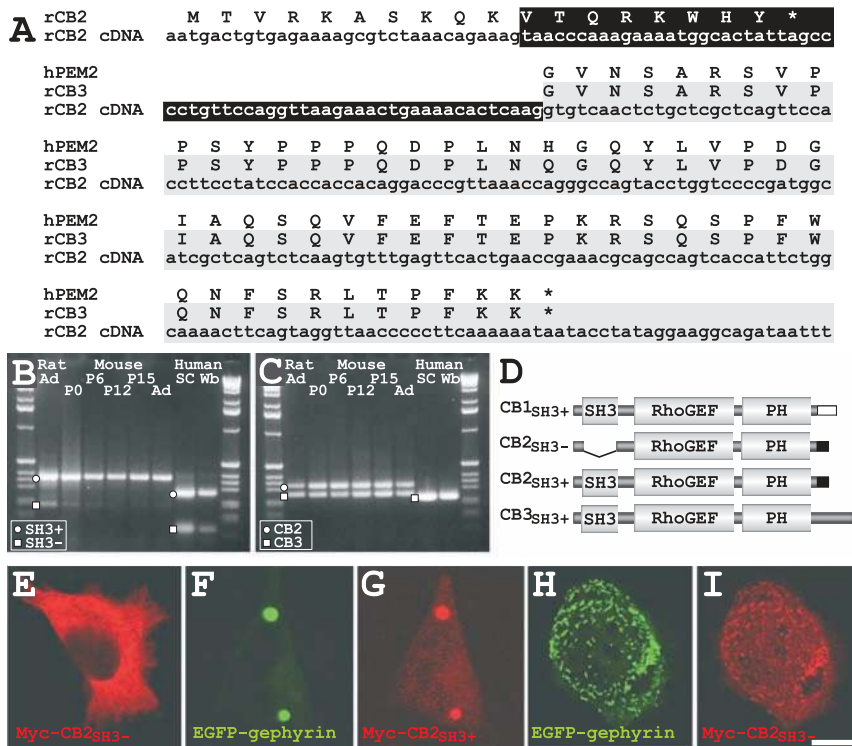 A
rCB2 M T V R K A S K Q K V T Q R K W H Y *
rCB2 cDNA aatgactgtgagaaaagcgtctaaacagaaagtaacccaaagaaaatggcactattagcc
hPEM2 G V N S A R S V P
rCB3 G V N S A R S V P
rCB2 cDNA cctgttccaggttaagaaactgaaaacactcaaggtgtcaactctgctcgctcagttcca
hPEM2 P S Y P P P Q D P L N H G Q Y L V P D G
rCB3 P S Y P P P Q D P L N Q G Q Y L V P D G
rCB2 cDNA ccttcctatccaccaccaccacaggacccgttaaaccagggccagtacctggtccccgatggc
hPEM2 I A Q S Q V F E F T E P K R S Q S P F W
rCB3 I A Q S Q V F E F T E P K R S Q S P F W
rCB2 cDNA atcgctcagtctcaagtgtttgagttcactgaaccgaaacgcagccagtcaccattctgg
hPEM2 Q N F S R L T P F K K *
rCB3 Q N F S R L T P F K K *
rCB2 cDNA caaaacttcagtaggttaacccccttcaaaaaataatacctataggaaggcagataattt
B
Rat Mouse Human
Ad P6 P15 SC Wb
P0 P12 Ad
SH3+
SH3-
C
Rat Mouse Human
Ad P6 P15 SC Wb
P0 P12 Ad
CB2
CB3
D
CB1SH3+ SH3 RhoGEF PH
CB2SH3- RhoGEF PH
CB2SH3+ SH3 RhoGEF PH
CB3SH3+ SH3 RhoGEF PH
E
Myc-CB2SH3-
F
EGFP-gephyrin
G
Myc-CB2SH3+
H
EGFP-gephyrin
I
Myc-CB2SH3-